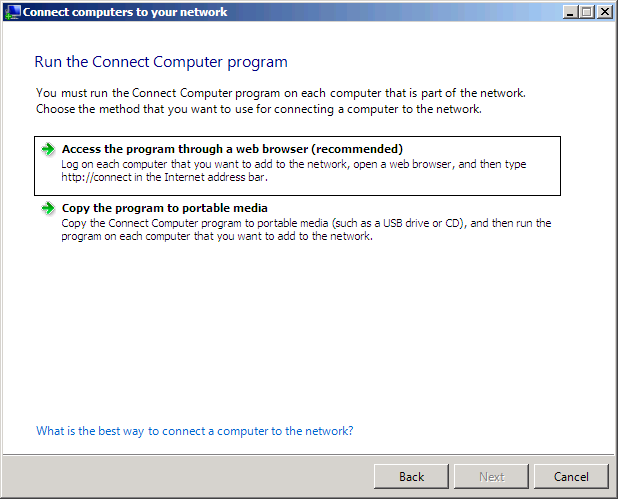 Connect computers to your network
Run the Connect Computer program
You must run the Connect Computer program on each computer that is part of the network.
Choose the method that you want to use for connecting a computer to the network.
Access the program through a web browser (recommended)
Log on each computer that you want to add to the network, open a web browser, and then type
http://connect in the Internet address bar.
Copy the program to portable media
Copy the Connect Computer program to portable media (such as a USB drive or CD), and then run the
program on each computer that you want to add to the network.
What is the best way to connect a computer to the network?
Back Next Cancel